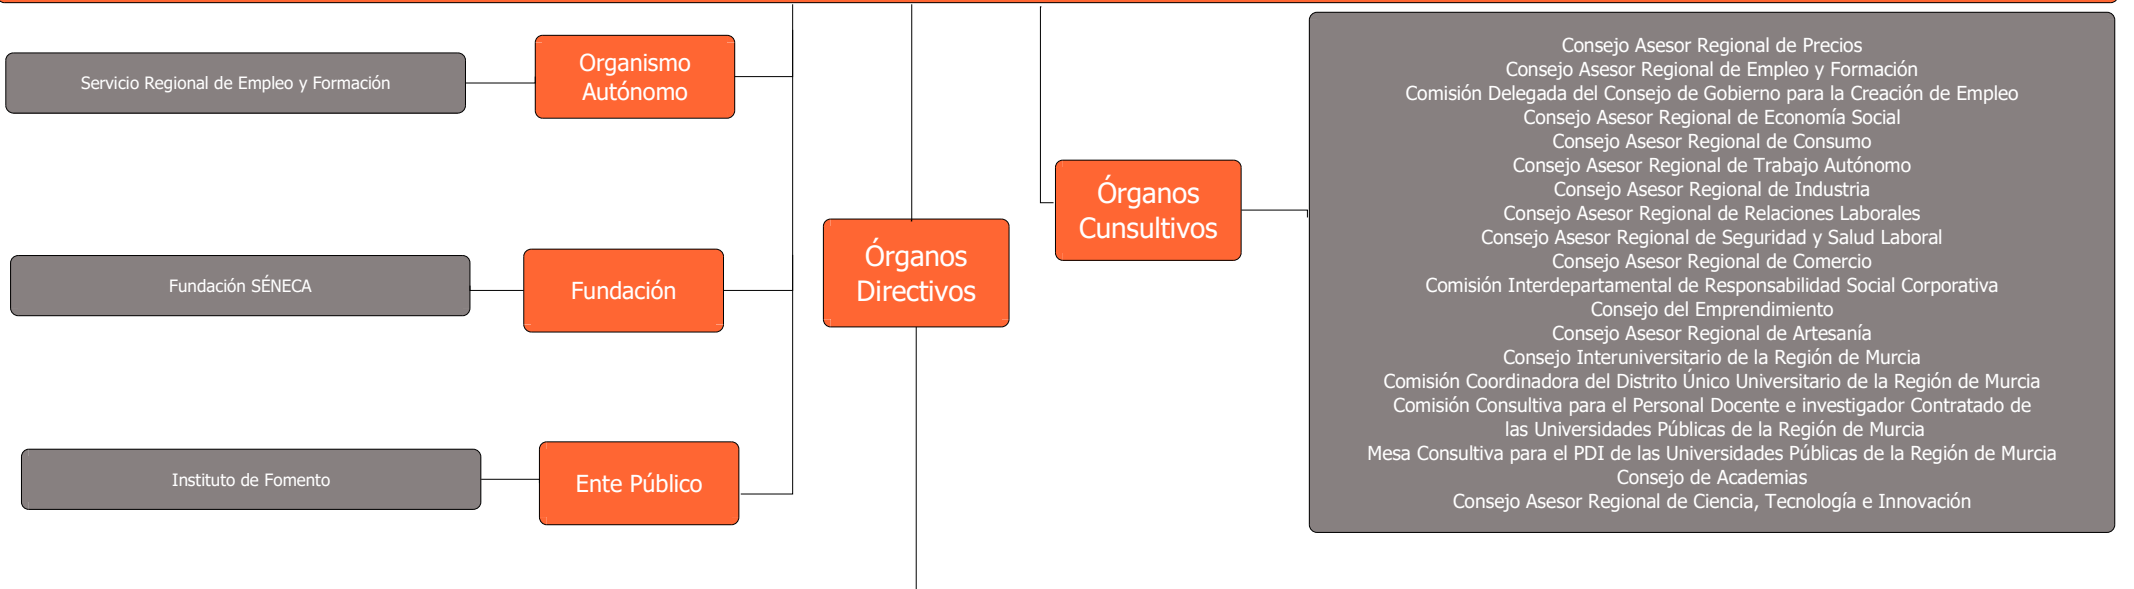 Servicio Regional de Empleo y Formación
Organismo
Autónomo
Fundación SÉNECA
Fundación
Instituto de Fomento
Ente Público
Órganos
Directivos
Órganos
Cunsultivos
Consejo Asesor Regional de Precios
Consejo Asesor Regional de Empleo y Formación
Comisión Delegada del Consejo de Gobierno para la Creación de Empleo
Consejo Asesor Regional de Economía Social
Consejo Asesor Regional de Consumo
Consejo Asesor Regional de Trabajo Autónomo
Consejo Asesor Regional de Industria
Consejo Asesor Regional de Relaciones Laborales
Consejo Asesor Regional de Seguridad y Salud Laboral
Consejo Asesor Regional de Comercio
Comisión Interdepartamental de Responsabilidad Social Corporativa
Consejo del Emprendimiento
Consejo Asesor Regional de Artesanía
Consejo Interuniversitario de la Región de Murcia
Comisión Coordinadora del Distrito Único Universitario de la Región de Murcia
Comisión Consultiva para el Personal Docente e investigador Contratado de
las Universidades Públicas de la Región de Murcia
Mesa Consultiva para el PDI de las Universidades Públicas de la Región de Murcia
Consejo de Academias
Consejo Asesor Regional de Ciencia, Tecnología e Innovación